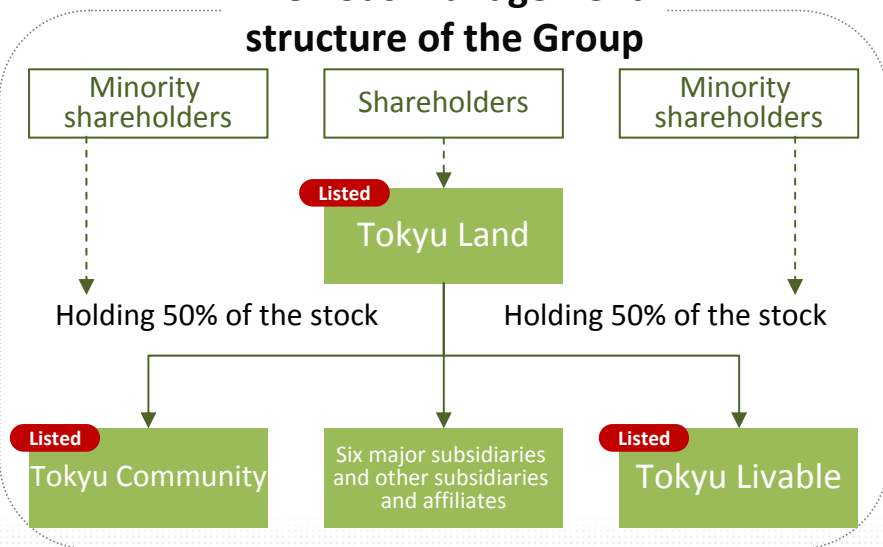 structure of the Group
Minority
shareholders
Shareholders
Minority
shareholders
Listed
Tokyu Land
Holding 50% of the stock
Holding 50% of the stock
Listed
Tokyu Community
Six major subsidiaries
and other subsidiaries
and affiliates
Listed
Tokyu Livable